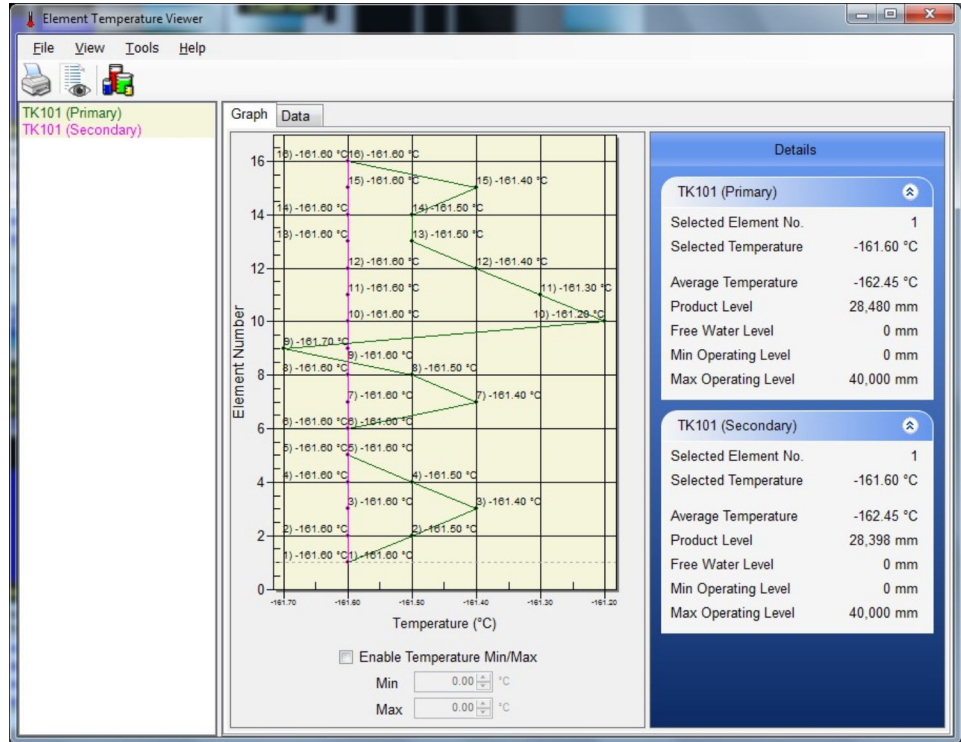 Element Temperature Viewer
File View Tools Help
TK101 (Primary)
TK101 (Secondary)
Graph Data
16) -161.60 °C 16) -161.60 °C
15) -161.60 °C 15) -161.40 °C
14) -161.60 °C 14) -161.50 °C
13) -161.60 °C 13) -161.50 °C
12) -161.60 °C 12) -161.40 °C
11) -161.60 °C 11) -161.30 °C
10) -161.60 °C 10) -161.20 °C
9) -161.70 °C
9) -161.60 °C
8) -161.60 °C 8) -161.50 °C
7) -161.60 °C 7) -161.40 °C
6) -161.60 °C 6) -161.60 °C
5) -161.60 °C 5) -161.60 °C
4) -161.60 °C 4) -161.50 °C
3) -161.60 °C 3) -161.40 °C
2) -161.60 °C 2) -161.50 °C
1) -161.60 °C 1) -161.60 °C
16
14
12
10
8
6
4
2
0
Element Number
-161.70 -161.60 -161.50 -161.40 -161.30 -161.20
Temperature (°C)
Enable Temperature Min/Max
Min 0.00 °C
Max 0.00 °C
Details
TK101 (Primary)
Selected Element No. 1
Selected Temperature -161.60 °C
Average Temperature -162.45 °C
Product Level 28,480 mm
Free Water Level 0 mm
Min Operating Level 0 mm
Max Operating Level 40,000 mm
TK101 (Secondary)
Selected Element No. 1
Selected Temperature -161.60 °C
Average Temperature -162.45 °C
Product Level 28,398 mm
Free Water Level 0 mm
Min Operating Level 0 mm
Max Operating Level 40,000 mm